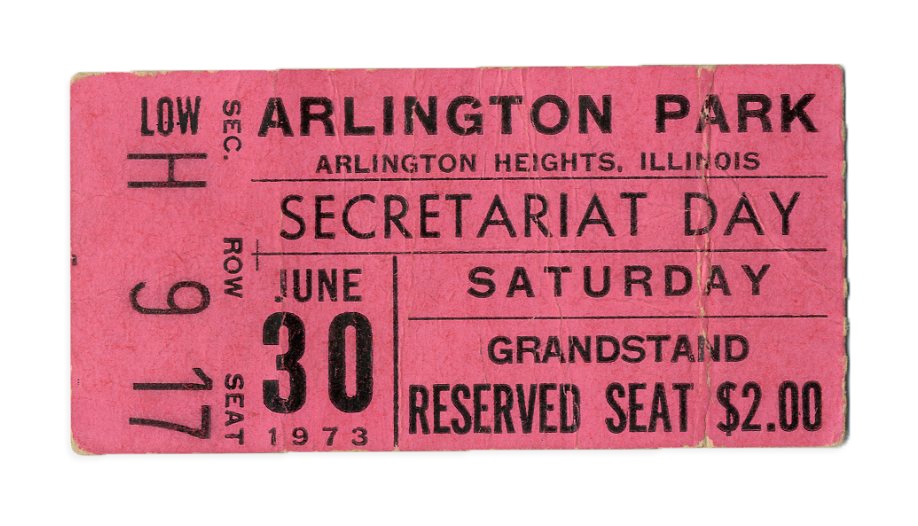 LOW
SEC. H
ROW 9
SEAT 17
ARLINGTON PARK
ARLINGTON HEIGHTS, ILLINOIS
SECRETARIAT DAY
JUNE
30
1973
SATURDAY
GRANDSTAND
RESERVED SEAT $2.00